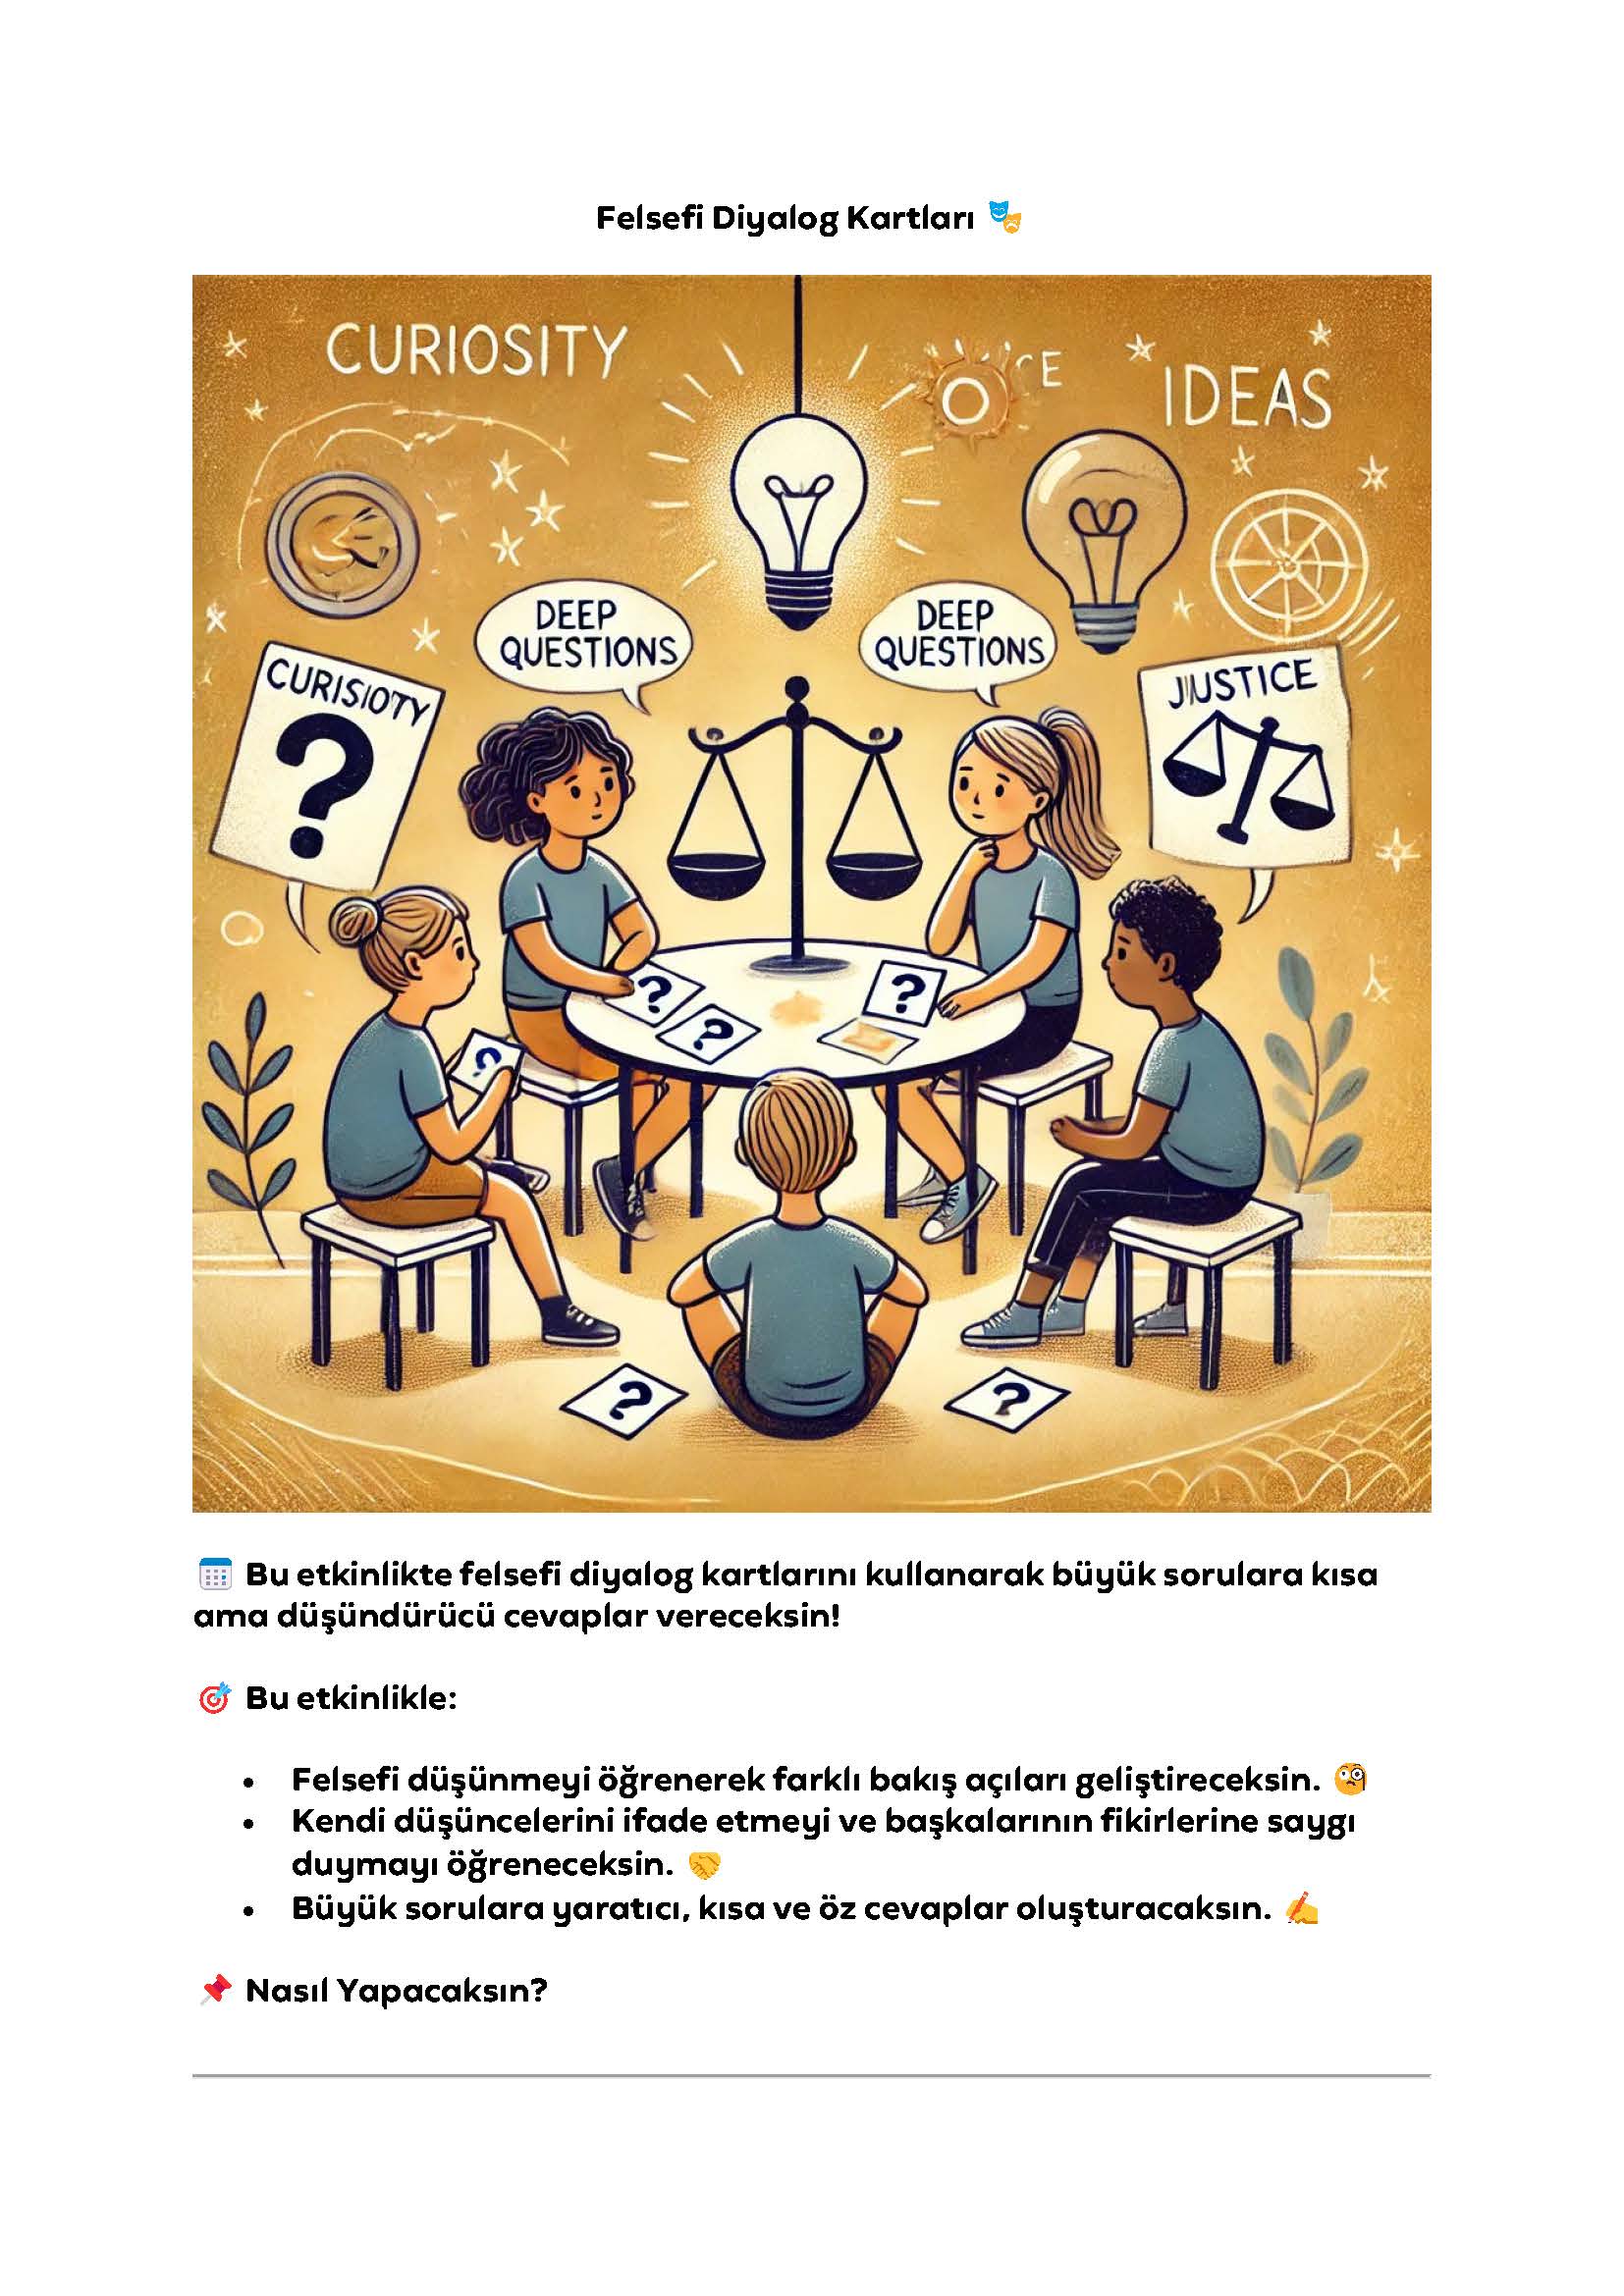 Felsefi Diyalog Kartları 🎭
CURIOSITY
IDEAS
DEEP
QUESTIONS
DEEP
QUESTIONS
CURISIOTY
?
JUSTICE
?
?
?
?
?
?
📅 Bu etkinlikte felsefi diyalog kartlarını kullanarak büyük sorulara kısa
ama düşündürücü cevaplar vereceksin!
🎯 Bu etkinlikle:
• Felsefi düşünmeyi öğrenerek farklı bakış açıları geliştireceksin. 🧐
• Kendi düşüncelerini ifade etmeyi ve başkalarının fikirlerine saygı
duymayı öğreneceksin. 🤝
• Büyük sorulara yaratıcı, kısa ve öz cevaplar oluşturacaksın. ✍️
📌 Nasıl Yapacaksın?